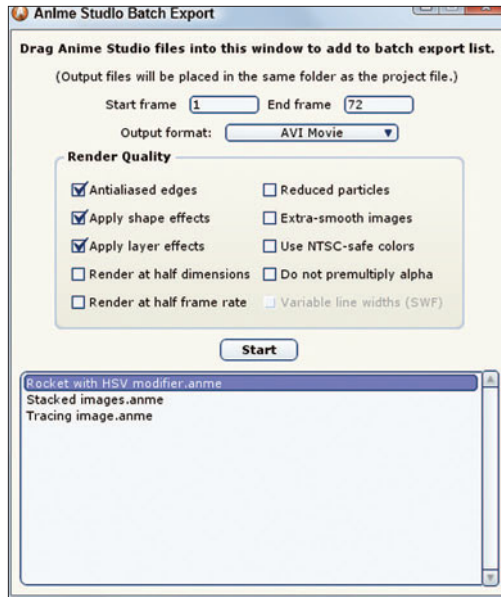 Anime Studio Batch Export
Drag Anime Studio files into this window to add to batch export list.
(Output files will be placed in the same folder as the project file.)
Start frame 1 End frame 72
Output format: AVI Movie
Render Quality
Antialiased edges Reduced particles
Apply shape effects Extra-smooth images
Apply layer effects Use NTSC-safe colors
Render at half dimensions Do not premultiply alpha
Render at half frame rate Variable line widths (SWF)
Start
Rocket with HSV modifier.anme
Stacked images.anme
Tracing image.anme